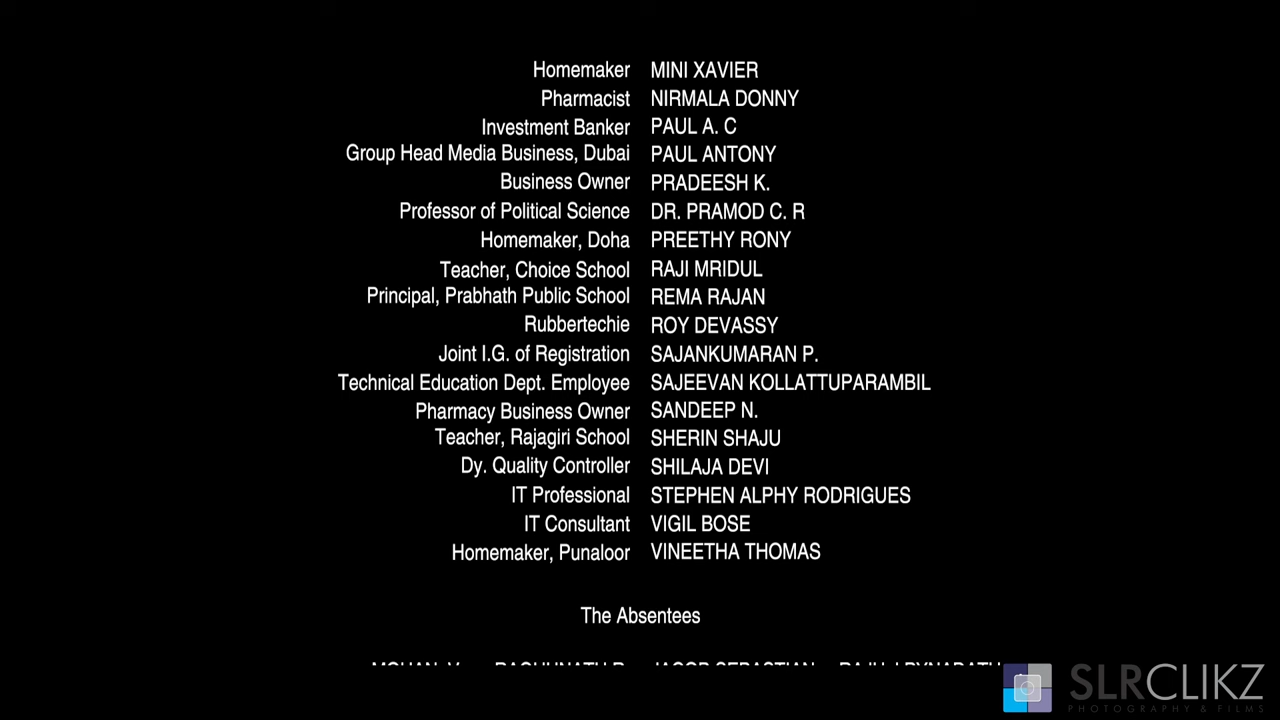 Homemaker MINI XAVIER
Pharmacist NIRMALA DONNY
Investment Banker PAUL A. C
Group Head Media Business, Dubai PAUL ANTONY
Business Owner PRADEESH K.
Professor of Political Science DR. PRAMOD C. R
Homemaker, Doha PREETHY RONY
Teacher, Choice School RAJI MRIDUL
Principal, Prabhath Public School REMA RAJAN
Rubbertechie ROY DEVASSY
Joint I.G. of Registration SAJANKUMARAN P.
Technical Education Dept. Employee SAJEEVAN KOLLATTUPARAMBIL
Pharmacy Business Owner SANDEEP N.
Teacher, Rajagiri School SHERIN SHAJU
Dy. Quality Controller SHILAJA DEVI
IT Professional STEPHEN ALPHY RODRIGUES
IT Consultant VIGIL BOSE
Homemaker, Punaloor VINEETHA THOMAS
The Absentees
JACOB SEBASTIAN
SLRCLIKZ
PHOTOGRAPHY & FILMS